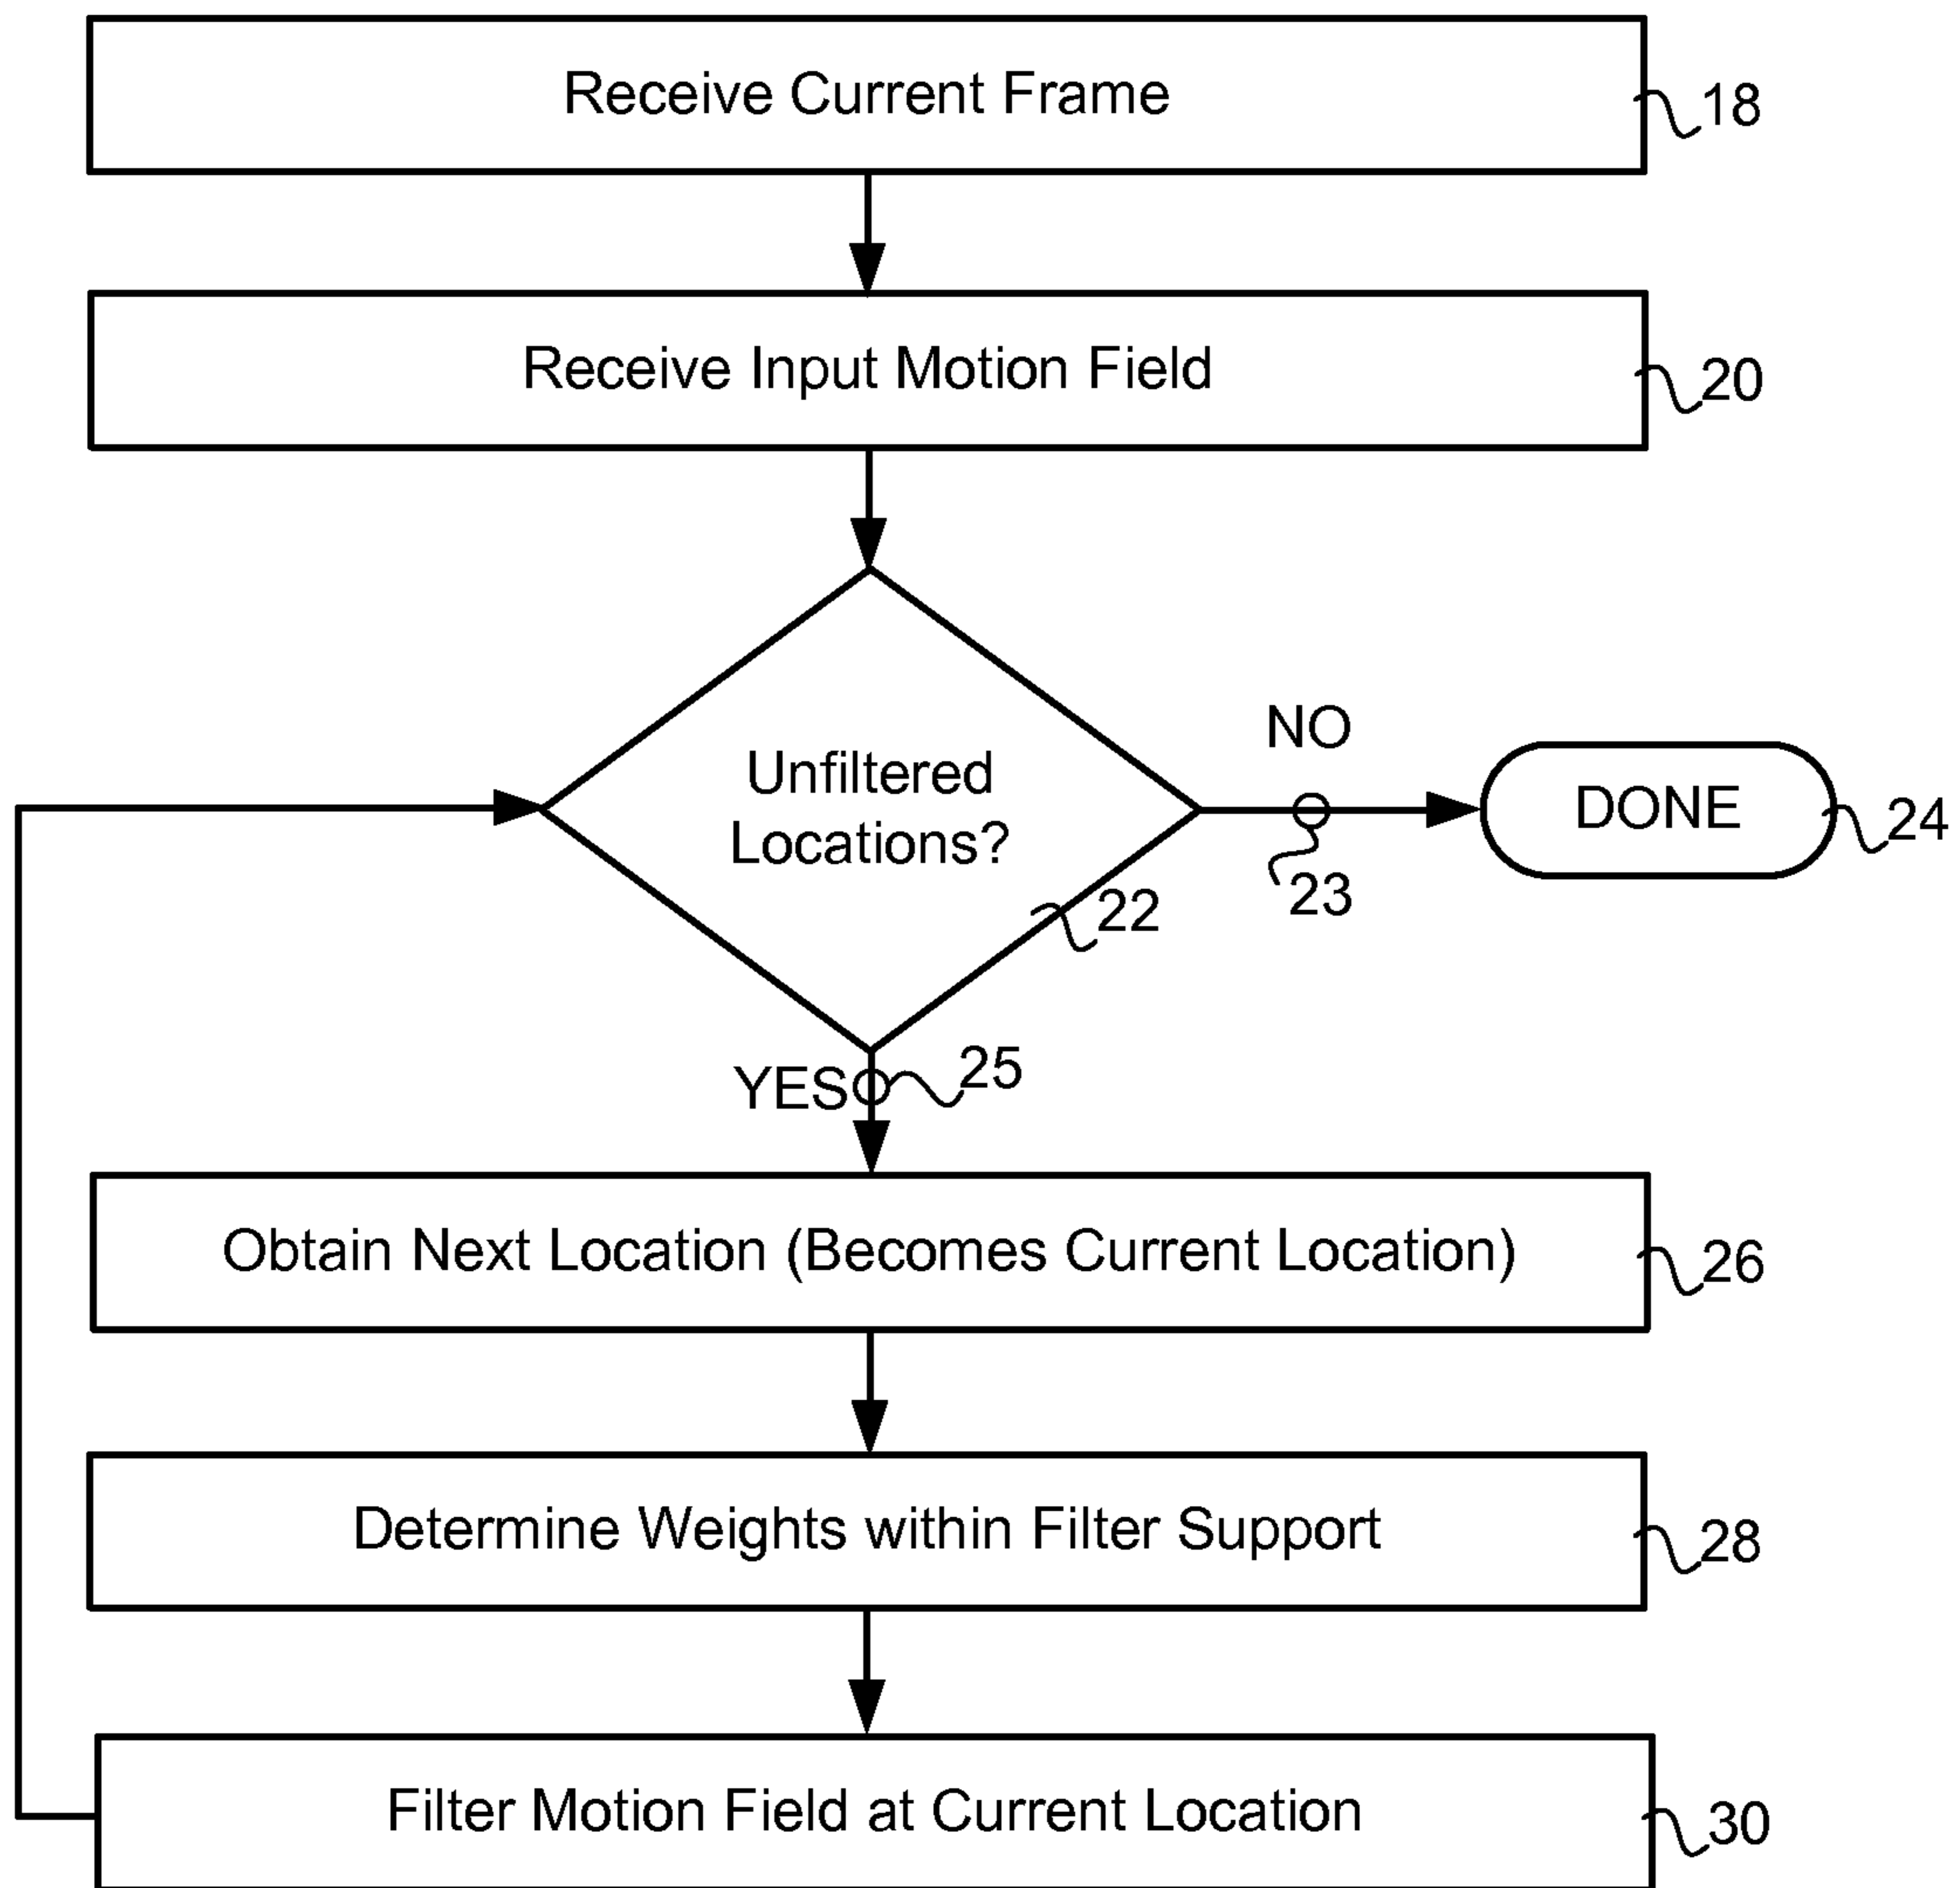 Receive Current Frame
18
Receive Input Motion Field
20
Unfiltered
Locations?
22
NO
23
DONE
24
YES
25
Obtain Next Location (Becomes Current Location)
26
Determine Weights within Filter Support
28
Filter Motion Field at Current Location
30